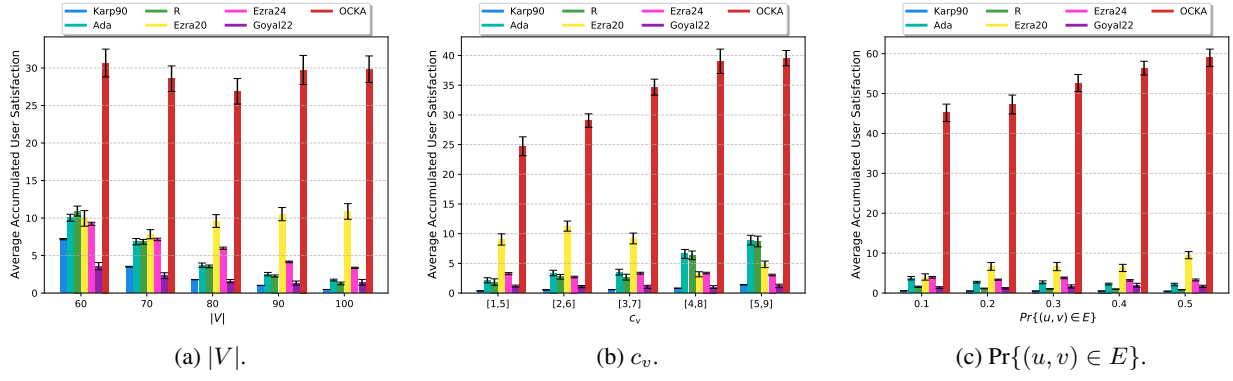 Karp90 R Ezra24 OCKA
Ada Ezra20 Goyal22
Average Accumulated User Satisfaction
30
25
20
15
10
5
0
60 70 80 90 100
|V|
(a) |V|.
Karp90 R Ezra24 OCKA
Ada Ezra20 Goyal22
Average Accumulated User Satisfaction
40
35
30
25
20
15
10
5
0
[1,5] [2,6] [3,7] [4,8] [5,9]
c_v
(b) c_v.
Karp90 R Ezra24 OCKA
Ada Ezra20 Goyal22
Average Accumulated User Satisfaction
60
50
40
30
20
10
0
0.1 0.2 0.3 0.4 0.5
Pr{(u, v) ∈ E}
(c) Pr{(u, v) ∈ E}.